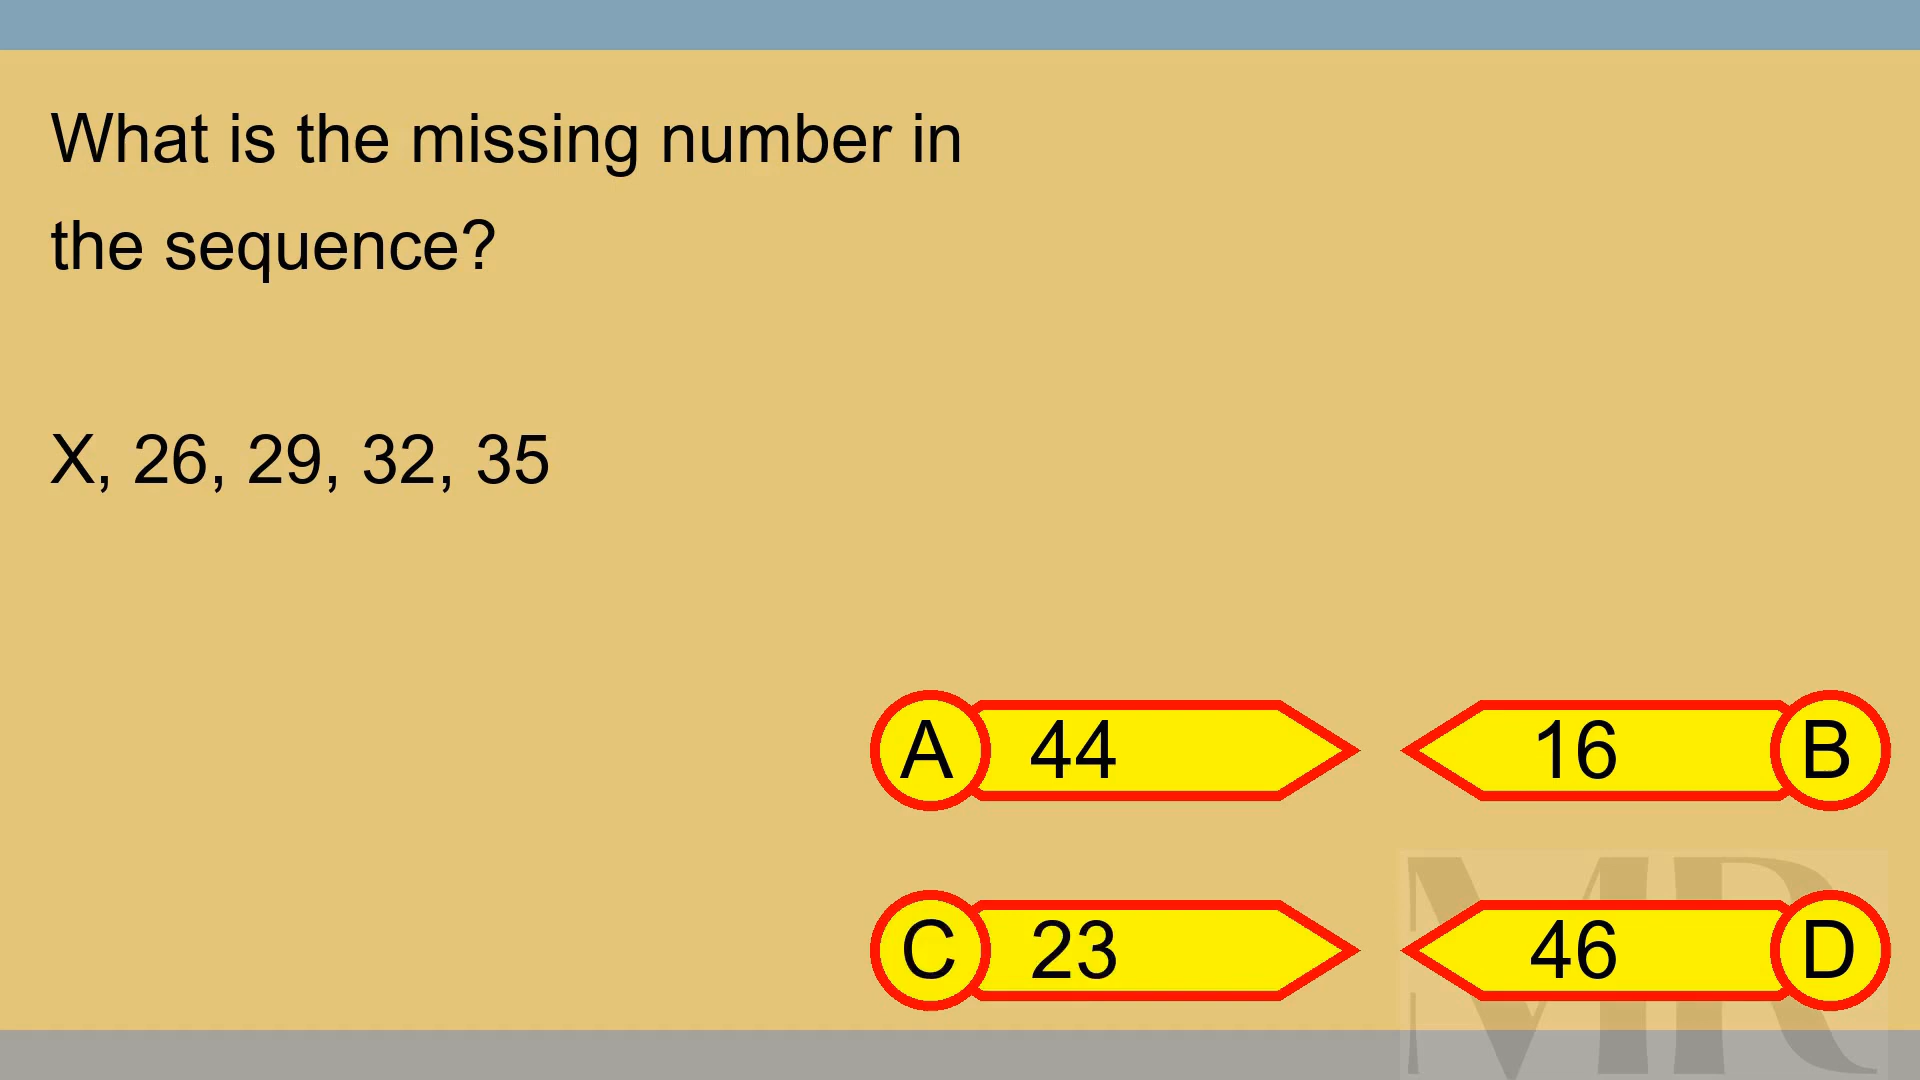 What is the missing number in
the sequence?
X, 26, 29, 32, 35
A 44
16 B
C 23
46 D
MR